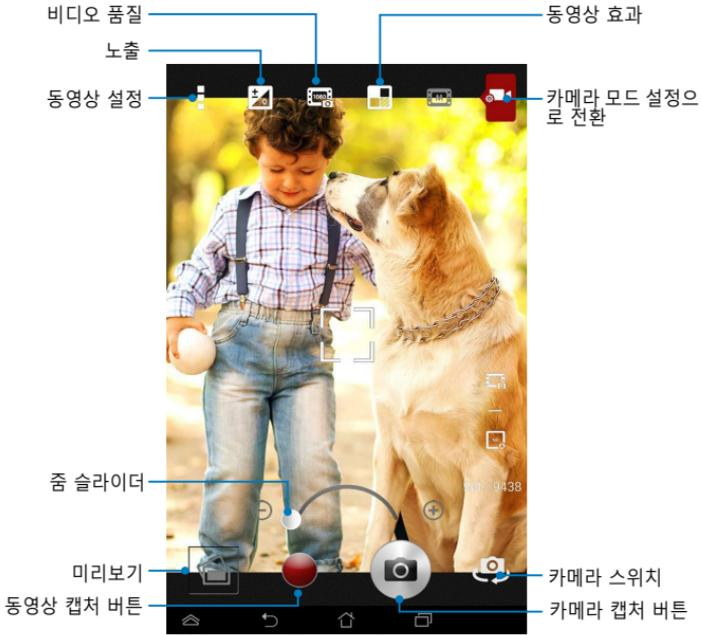 비디오 품질
동영상 효과
노출
동영상 설정
1080
카메라 모드 설정으
로 전환
9438
줌 슬라이더
미리보기
카메라 스위치
동영상 캡처 버튼
카메라 캡처 버튼